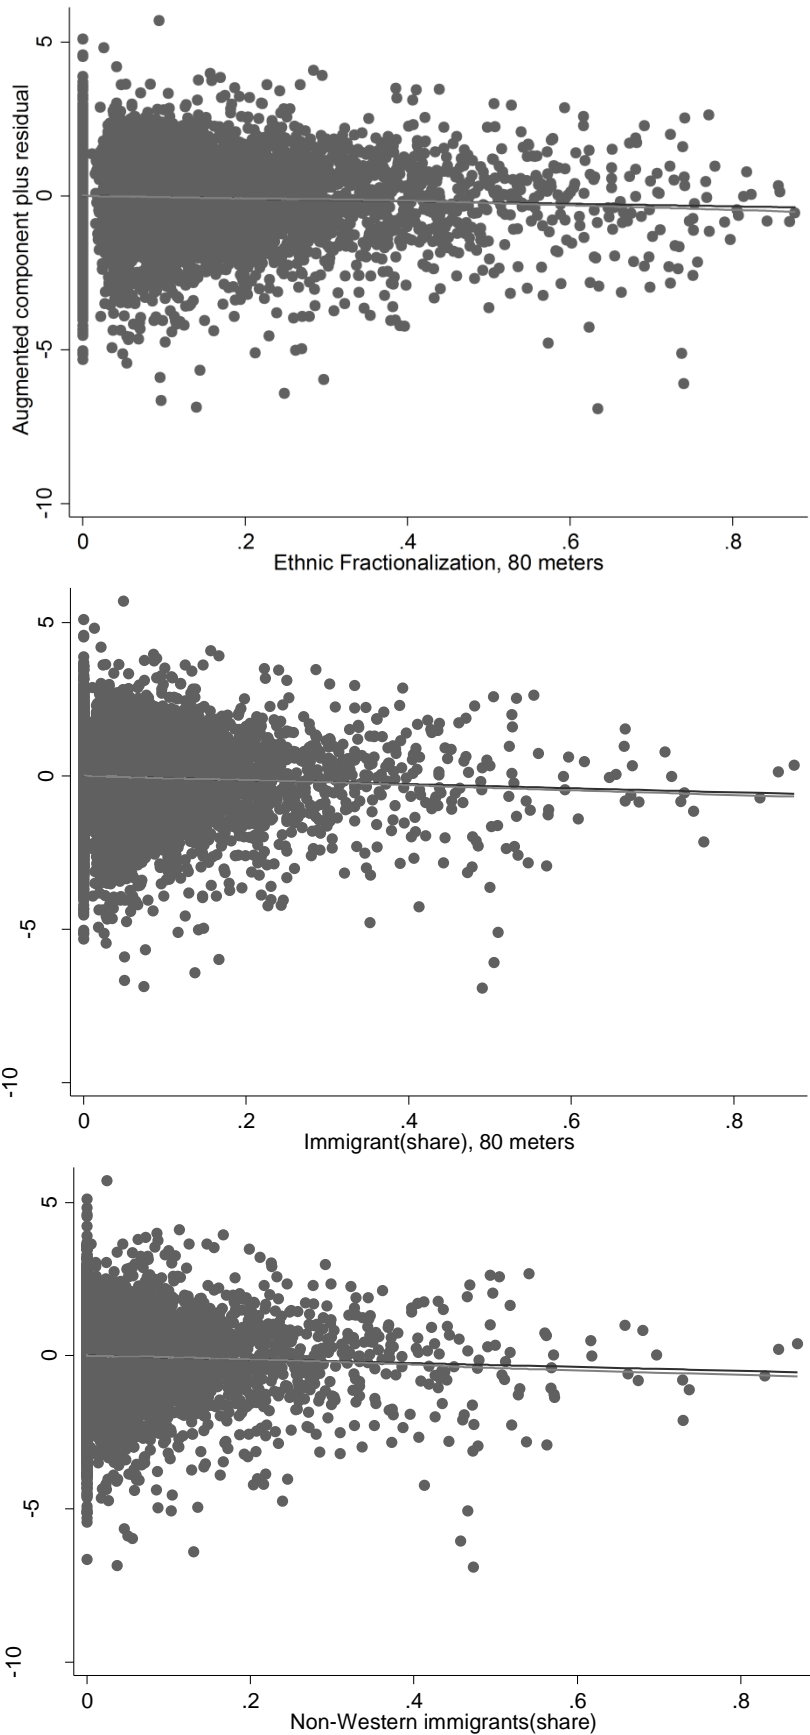 Augmented component plus residual
5
0
-5
-10
0 .2 .4 .6 .8
Ethnic Fractionalization, 80 meters
5
0
-5
-10
0 .2 .4 .6 .8
Immigrant(share), 80 meters
5
0
-5
-10
0 .2 .4 .6 .8
Non-Western immigrants(share)